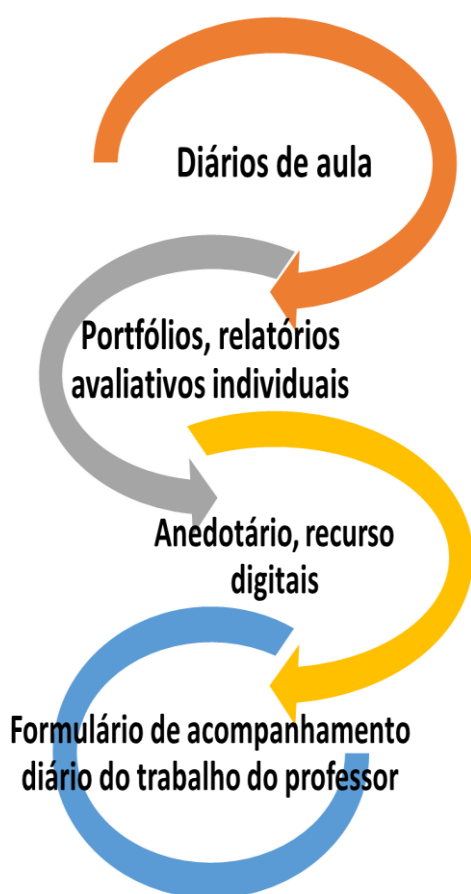 Diários de aula
Portfólios, relatórios
avaliativos individuais
Anedotário, recurso
digitais
Formulário de acompanhamento
diário do trabalho do professor